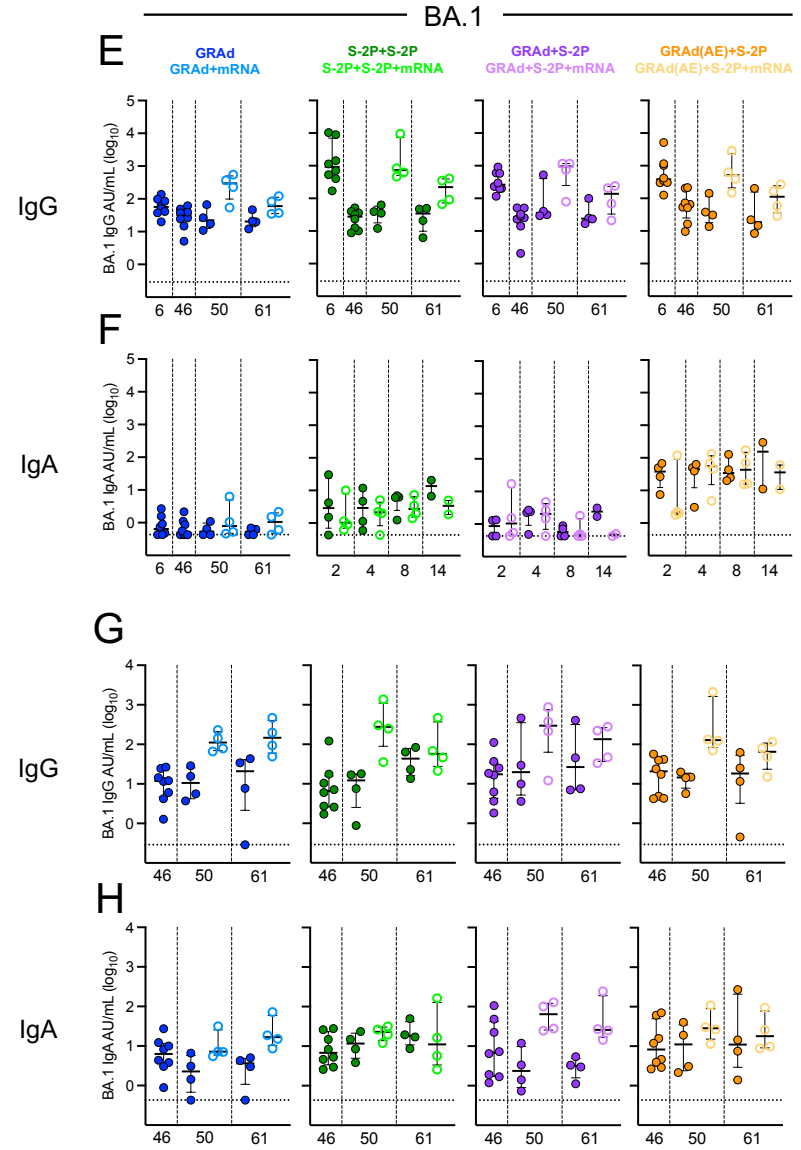 BA.1
E
GRAd S-2P+S-2P GRAd+S-2P GRAd(AE)+S-2P
GRAd+mRNA S-2P+S-2P+mRNA GRAd+S-2P+mRNA GRAd(AE)+S-2P+mRNA
IgG
BA.1 IgG AU/mL (log10)
5
4
3
2
1
0
6 46 50 61 6 46 50 61 6 46 50 61 6 46 50 61
F
IgA
BA.1 IgA AU/mL (log10)
5
4
3
2
1
0
6 46 50 61 2 4 8 14 2 4 8 14 2 4 8 14
G
IgG
BA.1 IgG AU/mL (log10)
4
3
2
1
0
46 50 61 46 50 61 46 50 61 46 50 61
H
IgA
BA.1 IgA AU/mL (log10)
4
3
2
1
0
46 50 61 46 50 61 46 50 61 46 50 61